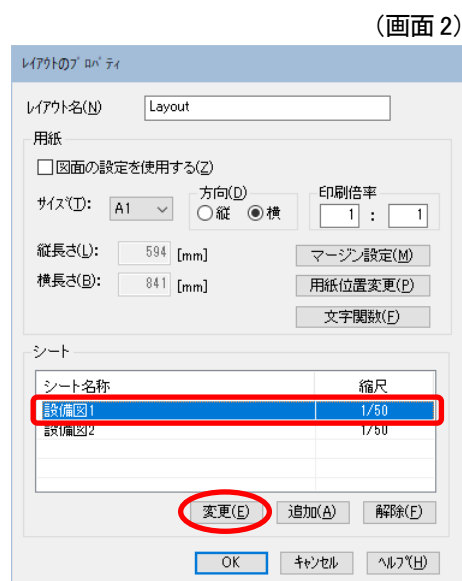 (画面 2)
レイアウトのプロパティ
レイアウト名(N) Layout
用紙
図面の設定を使用する(Z)
サイズ(T): A1 方向(D) 縦 横 印刷倍率 1 : 1
縦長さ(L): 594 [mm] マージン設定(M)
横長さ(B): 841 [mm] 用紙位置変更(P)
文字関数(F)
シート
シート名称 縮尺
設備図1 1/50
設備図2 1/50
変更(E) 追加(A) 解除(F)
OK キャンセル ヘルプ(H)